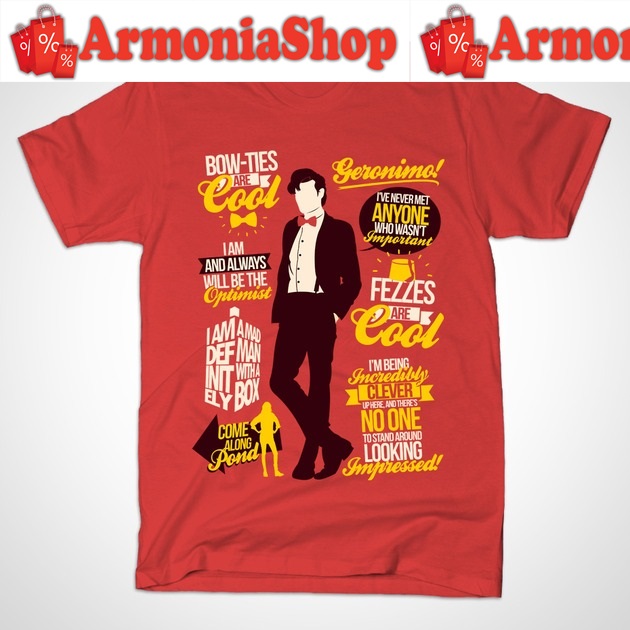 ArmoniaShop
Armon
BOW-TIES
ARE
Cool
Geronimo!
I'VE NEVER MET
ANYONE
WHO WASN'T
Important
I AM
AND ALWAYS
WILL BE THE
Optimist
FEZZES
ARE
Cool
I AM A MAD
DEF MAN
INIT WITH A
ELY BOX
I'M BEING
Incredibly
CLEVER
UP HERE, AND THERE'S
NO ONE
TO STAND AROUND
LOOKING
Impressed!
COME
ALONG
Pond